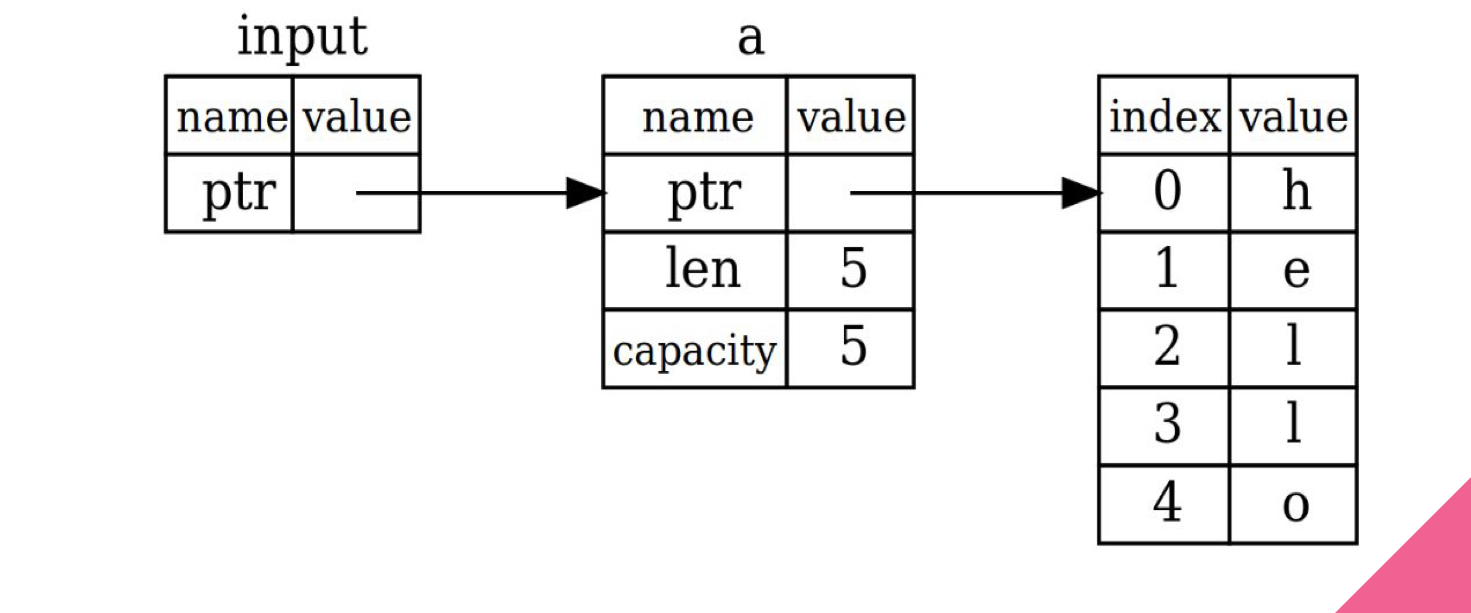 input
name value
ptr
a
name value
ptr
len 5
capacity 5
index value
0 h
1 e
2 l
3 l
4 o